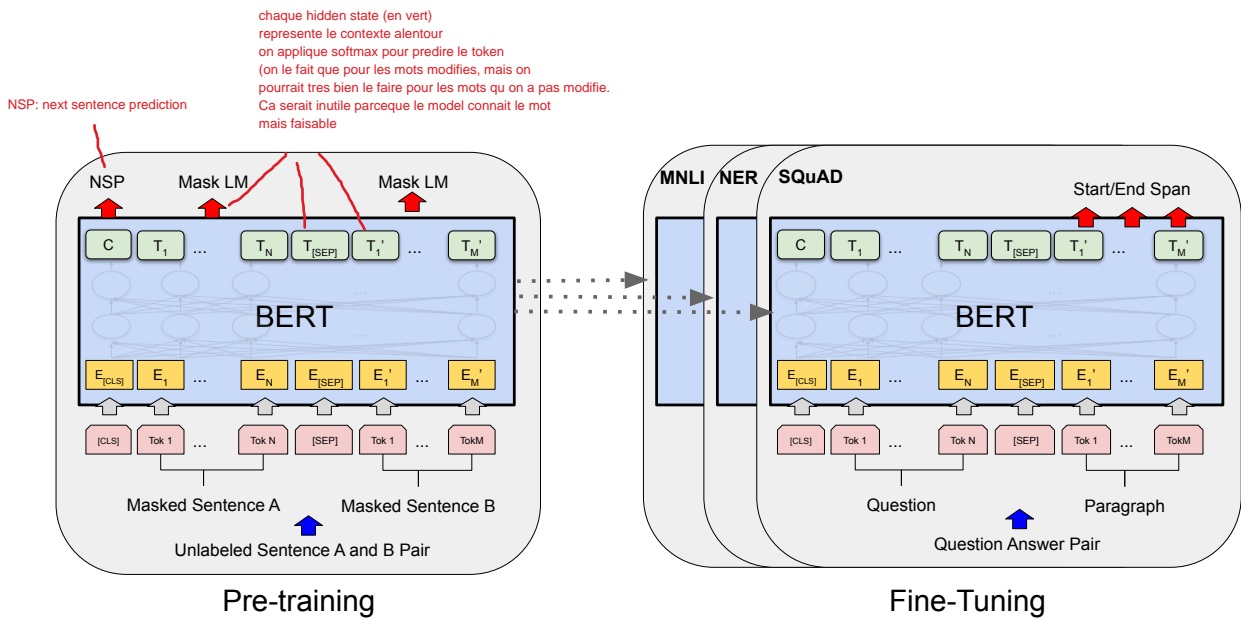 chaque hidden state (en vert)
represente le contexte alentour
on applique softmax pour predire le token
(on le fait que pour les mots modifies, mais on
pourrait tres bien le faire pour les mots qu on a pas modifie.
Ca serait inutile parceque le model connait le mot
mais faisable
NSP: next sentence prediction
NSP Mask LM Mask LM
C T1 ... TN T[SEP] T1' ... TM'
...
BERT
...
E[CLS] E1 ... EN E[SEP] E1' ... EM'
[CLS] Tok 1 ... Tok N [SEP] Tok 1 ... TokM
Masked Sentence A Masked Sentence B
Unlabeled Sentence A and B Pair
Pre-training
MNLI NER SQuAD
Start/End Span
C T1 ... TN T[SEP] T1' ... TM'
...
BERT
...
E[CLS] E1 ... EN E[SEP] E1' ... EM'
[CLS] Tok 1 ... Tok N [SEP] Tok 1 ... TokM
Question Paragraph
Question Answer Pair
Fine-Tuning